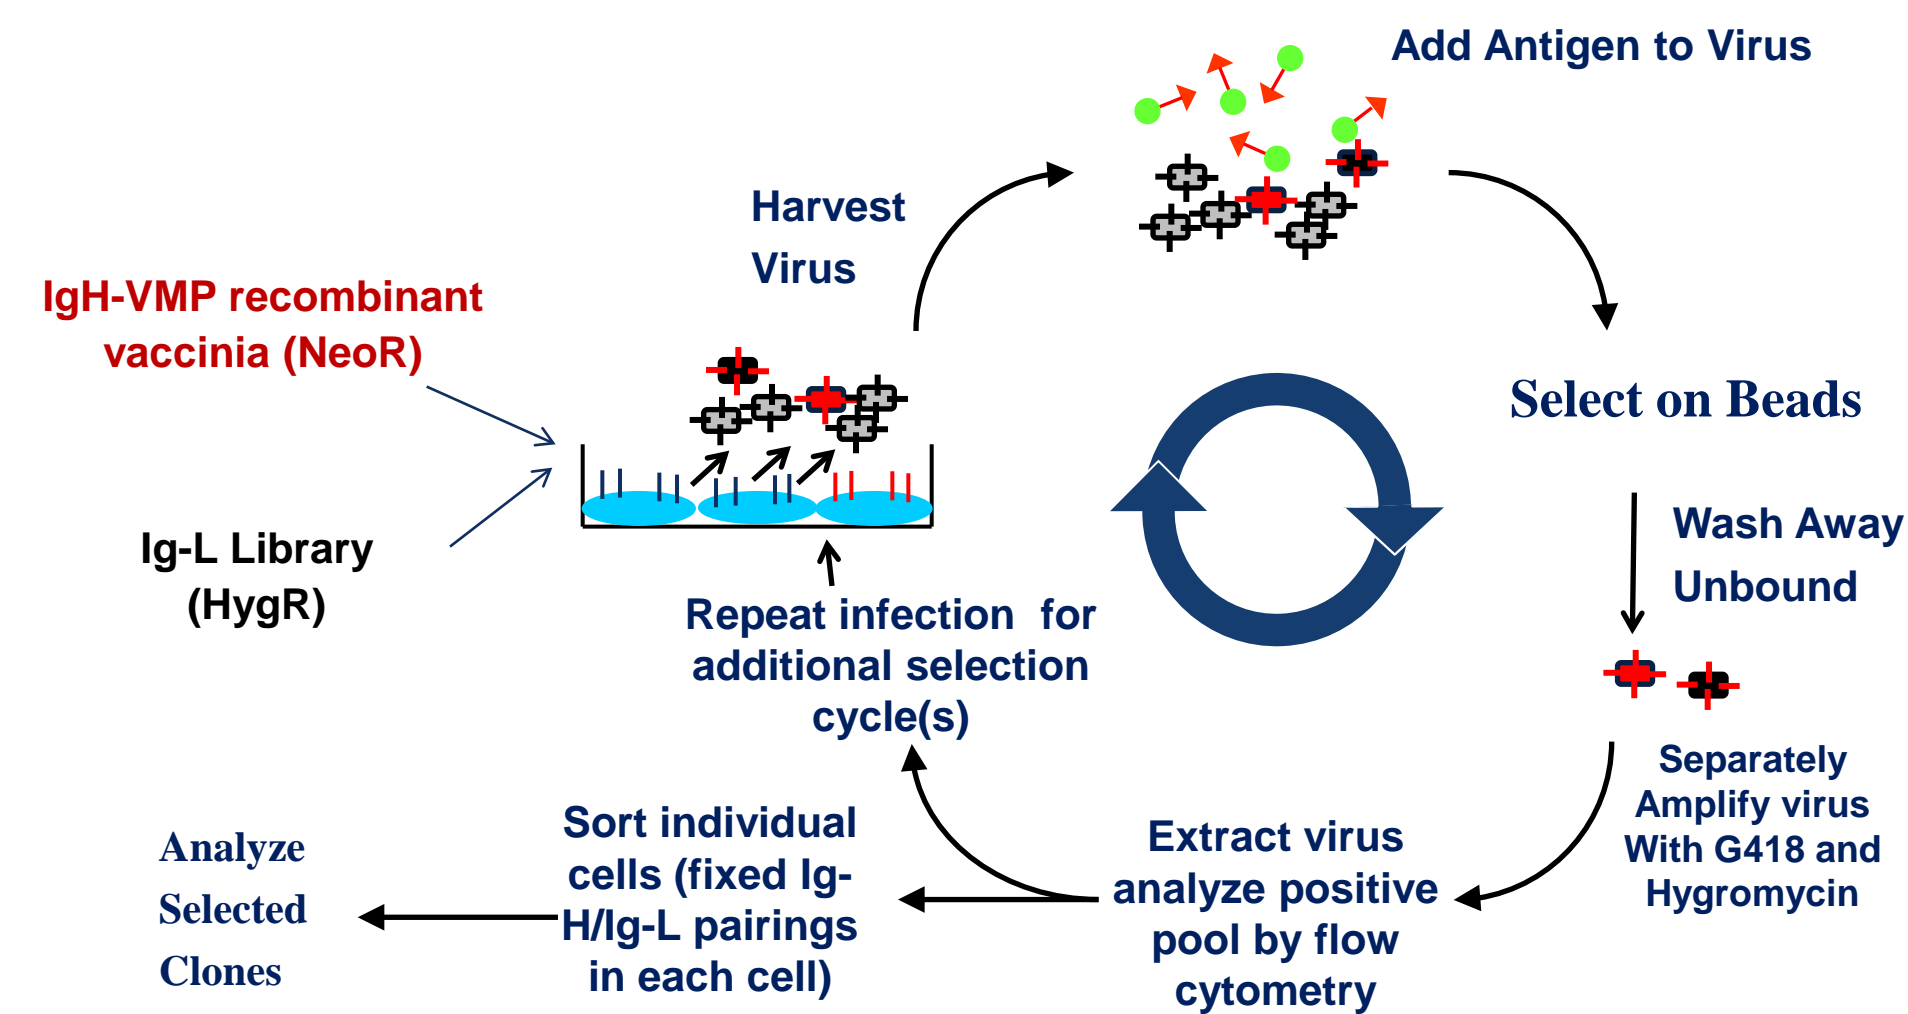 Add Antigen to Virus
Harvest
Virus
IgH-VMP recombinant
vaccinia (NeoR)
Select on Beads
Ig-L Library
(HygR)
Wash Away
Unbound
Repeat infection for
additional selection
cycle(s)
Separately
Amplify virus
With G418 and
Hygromycin
Extract virus
analyze positive
pool by flow
cytometry
Sort individual
cells (fixed Ig-
H/Ig-L pairings
in each cell)
Analyze
Selected
Clones